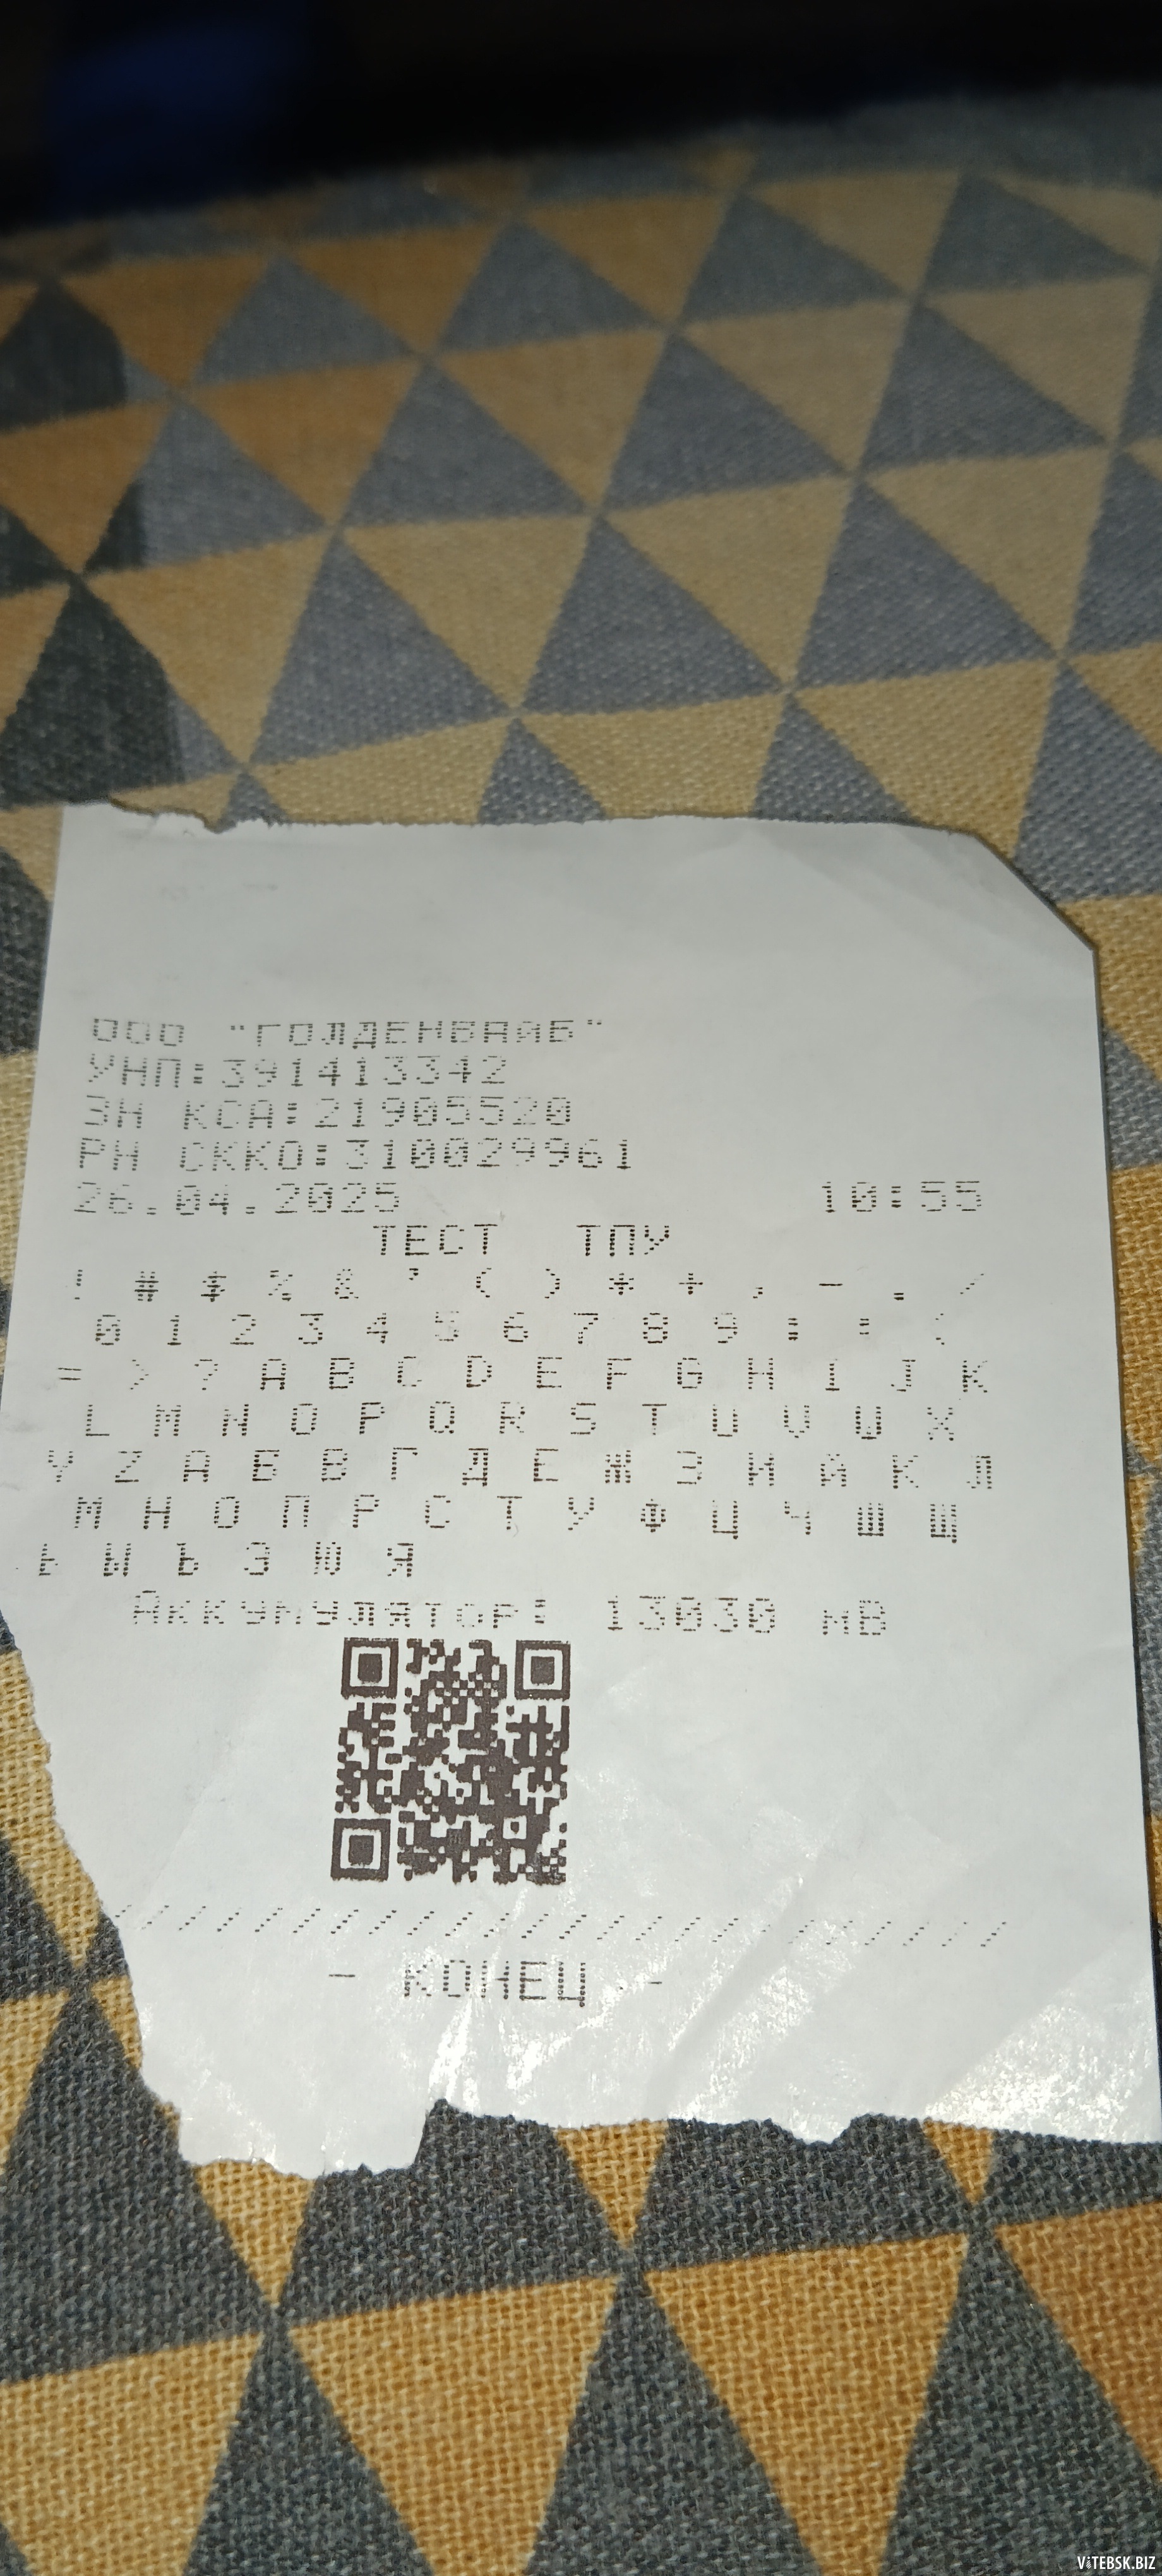 ООО "ГОЛДЕНБААБ"
УНП:391413342
ЗН КСА:21905520
РН СККО:310029961
26.04.2025 10:55
ТЕСТ ТПУ
! # $ % & ' ( ) * + , - . /
0 1 2 3 4 5 6 7 8 9 : ; <
= > ? A B C D E F G H I J K
L M N O P Q R S T U V W X
Y Z А Б В Г Д Е Ж З И Й К Л
М Н О П Р С Т У Ф Ц Ч Ш Щ
Ъ Ы Ь Э Ю Я
Аккумулятор: 13030 мВ
////////////////////////////
- КОНЕЦ -
VITEBSK.BIZ